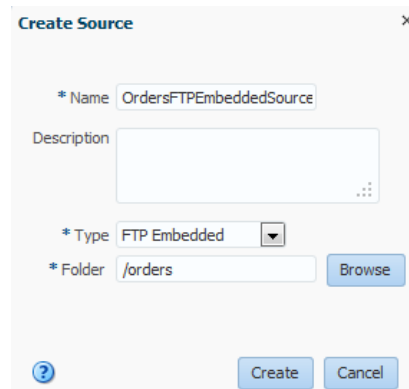 Create Source
* Name OrdersFTPEmbeddedSource
Description
* Type FTP Embedded
* Folder /orders Browse
? Create Cancel